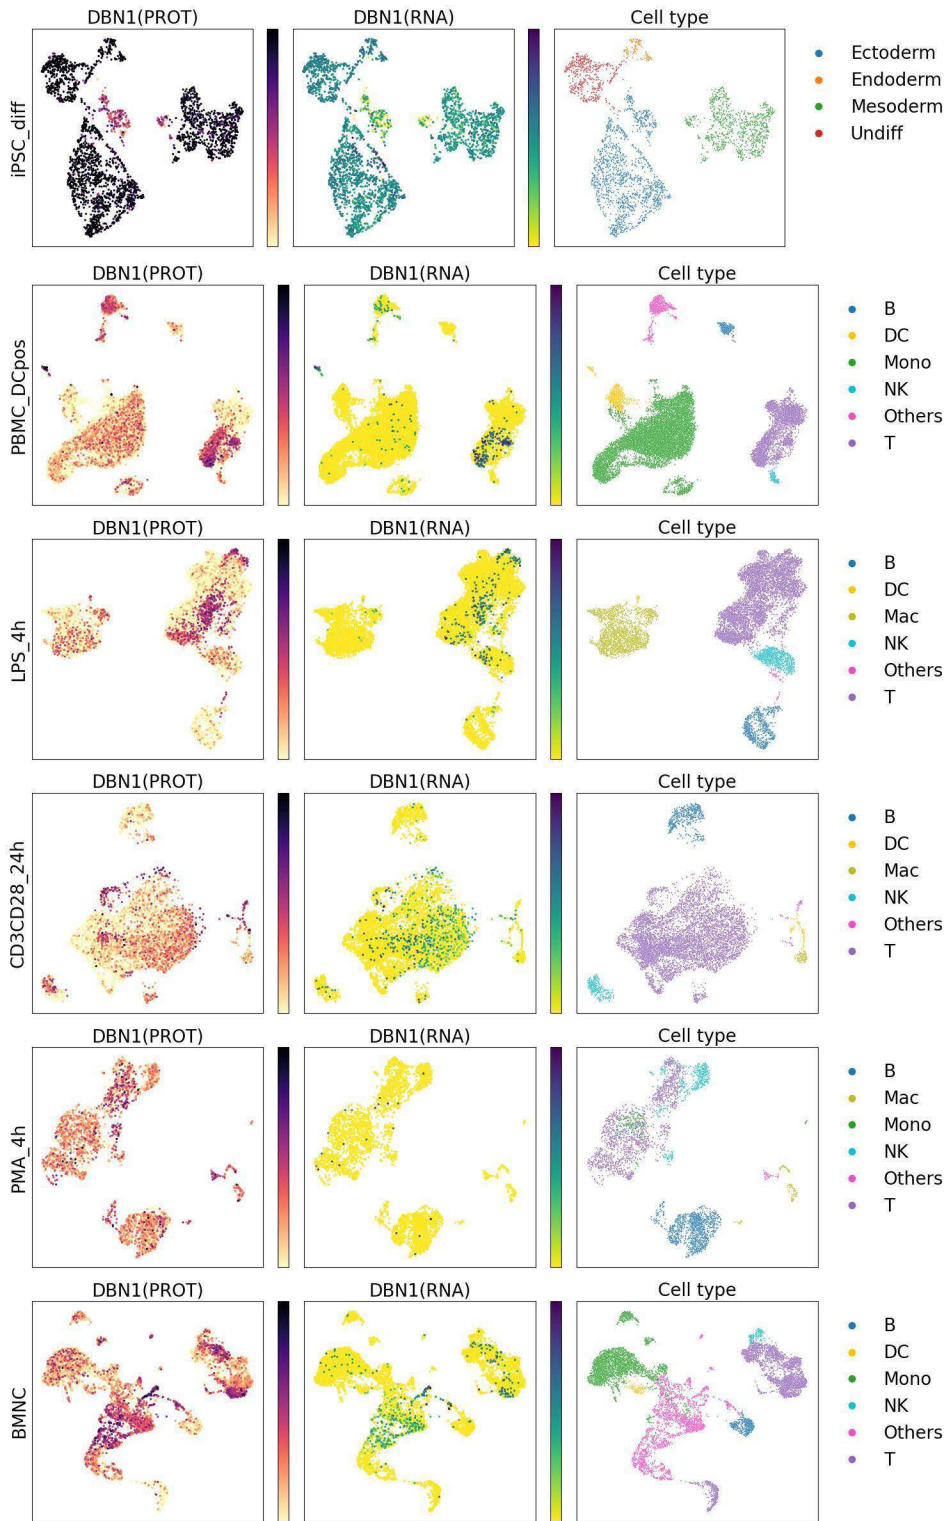 DBN1(PROT) DBN1(RNA) Cell type
iPSC_diff
Ectoderm
Endoderm
Mesoderm
Undiff
DBN1(PROT) DBN1(RNA) Cell type
PBMC_DCpos
B
DC
Mono
NK
Others
T
DBN1(PROT) DBN1(RNA) Cell type
LPS_4h
B
DC
Mac
NK
Others
T
DBN1(PROT) DBN1(RNA) Cell type
CD3CD28_24h
B
DC
Mac
NK
Others
T
DBN1(PROT) DBN1(RNA) Cell type
PMA_4h
B
Mac
Mono
NK
Others
T
DBN1(PROT) DBN1(RNA) Cell type
BMNC
B
DC
Mono
NK
Others
T